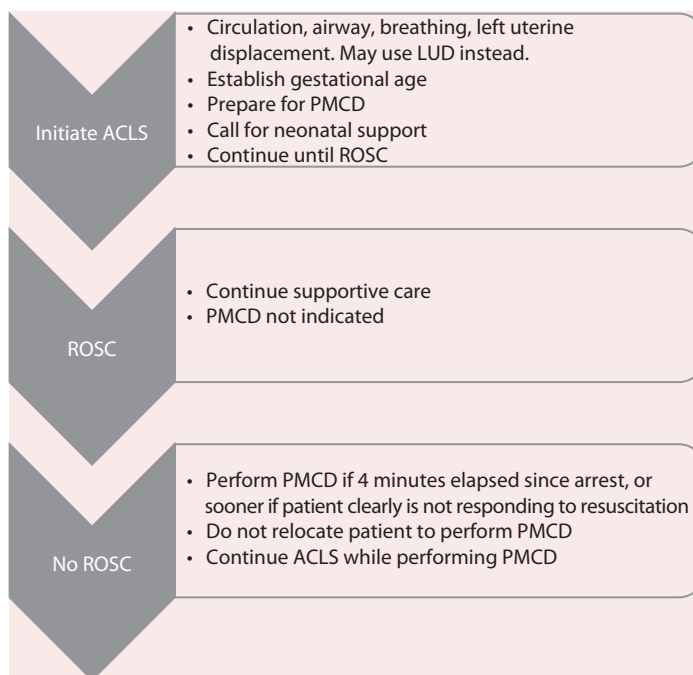 Initiate ACLS
• Circulation, airway, breathing, left uterine
displacement. May use LUD instead.
• Establish gestational age
• Prepare for PMCD
• Call for neonatal support
• Continue until ROSC
ROSC
• Continue supportive care
• PMCD not indicated
No ROSC
• Perform PMCD if 4 minutes elapsed since arrest, or
sooner if patient clearly is not responding to resuscitation
• Do not relocate patient to perform PMCD
• Continue ACLS while performing PMCD